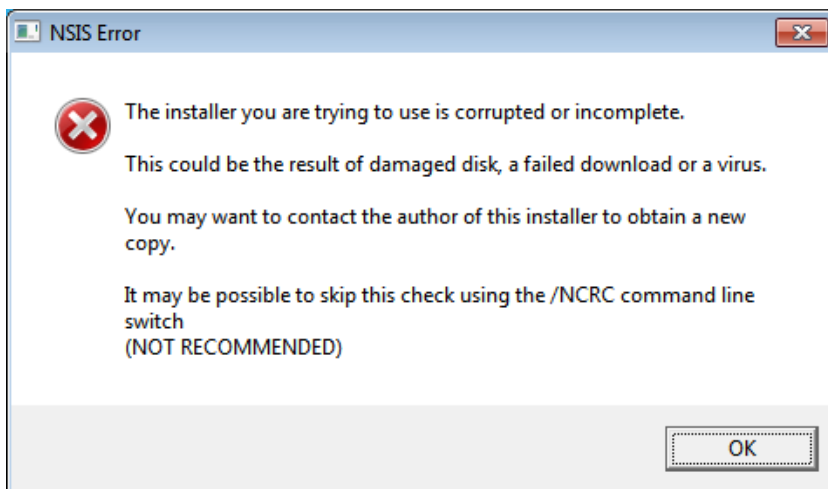 NSIS Error
The installer you are trying to use is corrupted or incomplete.
This could be the result of damaged disk, a failed download or a virus.
You may want to contact the author of this installer to obtain a new
copy.
It may be possible to skip this check using the /NCRC command line
switch
(NOT RECOMMENDED)
OK